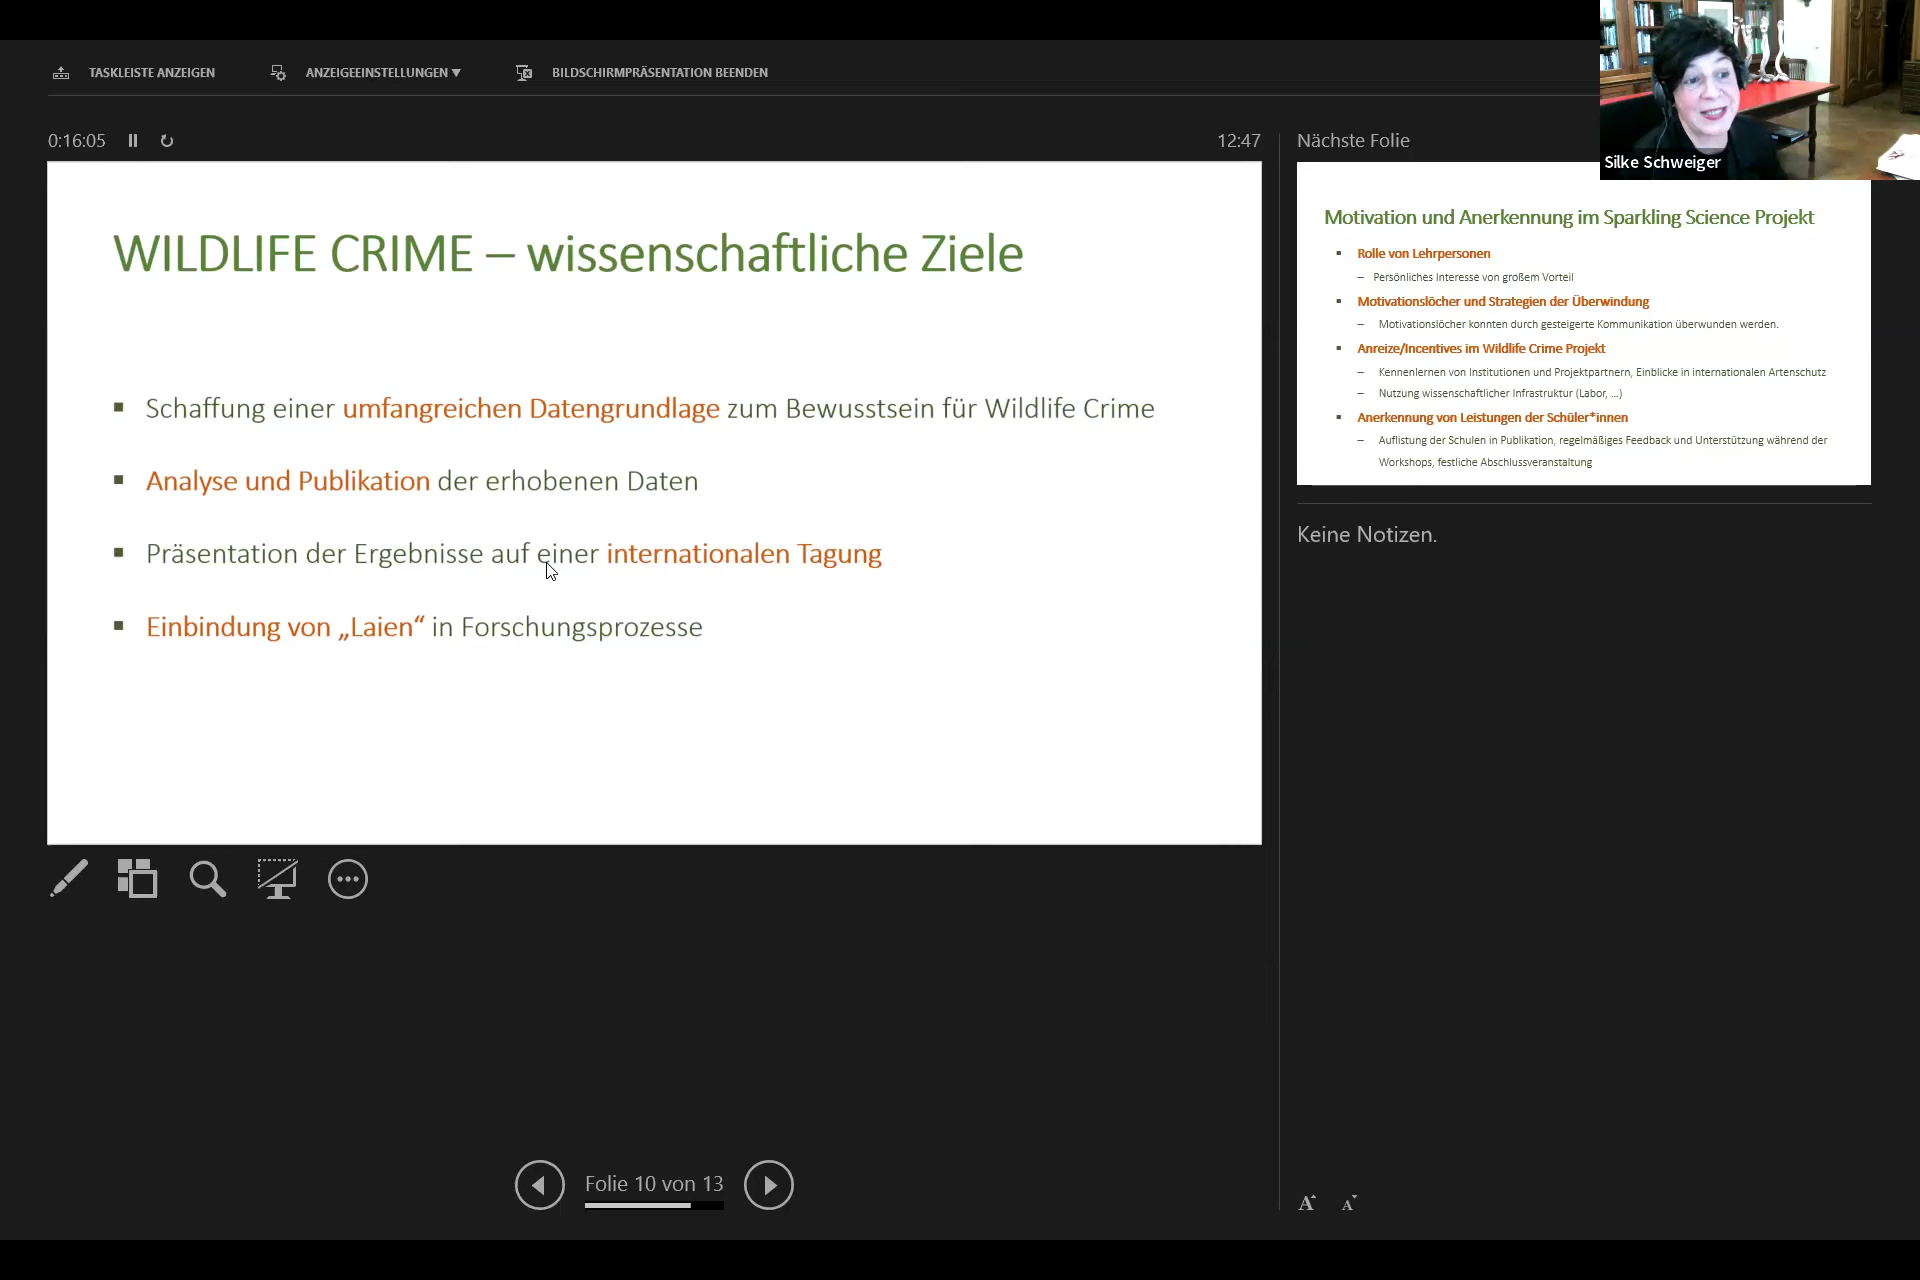 TASKLEISTE ANZEIGEN
ANZEIGEEINSTELLUNGEN ▼
BILDSCHIRMPRÄSENTATION BEENDEN
0:16:05
12:47
WILDLIFE CRIME – wissenschaftliche Ziele
▪ Schaffung einer umfangreichen Datengrundlage zum Bewusstsein für Wildlife Crime
▪ Analyse und Publikation der erhobenen Daten
▪ Präsentation der Ergebnisse auf einer internationalen Tagung
▪ Einbindung von „Laien“ in Forschungsprozesse
Folie 10 von 13
Nächste Folie
Silke Schweiger
Motivation und Anerkennung im Sparkling Science Projekt
▪ Rolle von Lehrpersonen
– Persönliches Interesse von großem Vorteil
▪ Motivationslöcher und Strategien der Überwindung
– Motivationslöcher konnten durch gesteigerte Kommunikation überwunden werden.
▪ Anreize/Incentives im Wildlife Crime Projekt
– Kennenlernen von Institutionen und Projektpartnern, Einblicke in internationalen Artenschutz
– Nutzung wissenschaftlicher Infrastruktur (Labor, ...)
▪ Anerkennung von Leistungen der Schüler*innen
– Auflistung der Schulen in Publikation, regelmäßiges Feedback und Unterstützung während der
Workshops, festliche Abschlussveranstaltung
Keine Notizen.
A A